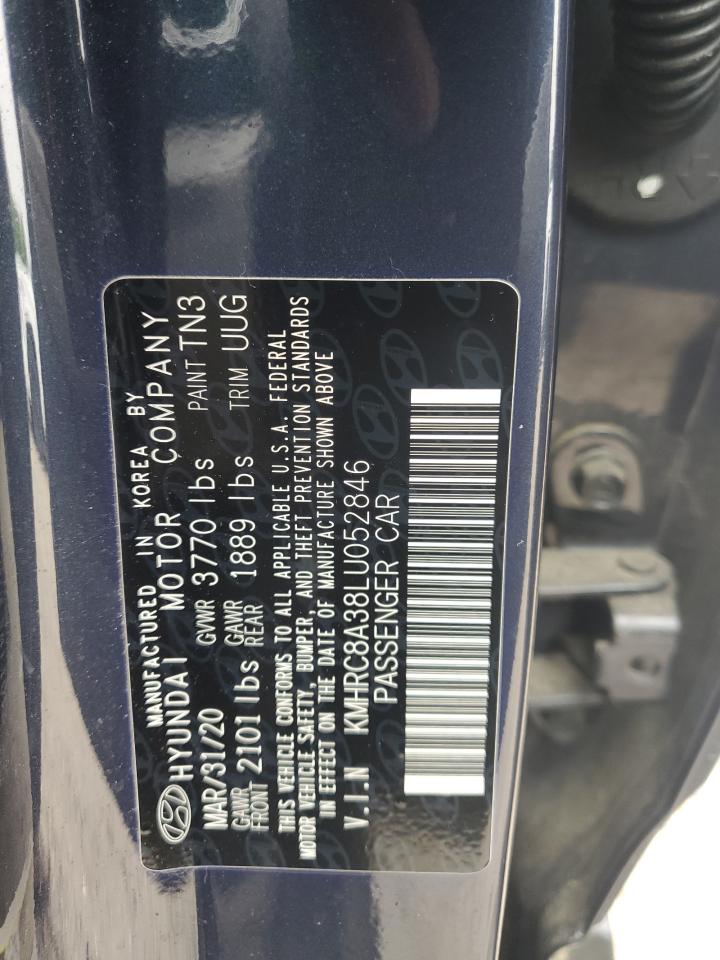 MANUFACTURED IN KOREA BY
HYUNDAI MOTOR COMPANY
MAR/31/20 GVWR 3770 lbs PAINT TN3
GAWR FRONT 2101 lbs GAWR REAR 1889 lbs TRIM UUG
THIS VEHICLE CONFORMS TO ALL APPLICABLE U.S.A. FEDERAL
MOTOR VEHICLE SAFETY, BUMPER, AND THEFT PREVENTION STANDARDS
IN EFFECT ON THE DATE OF MANUFACTURE SHOWN ABOVE
V.I.N KMHRC8A38LU052846
PASSENGER CAR